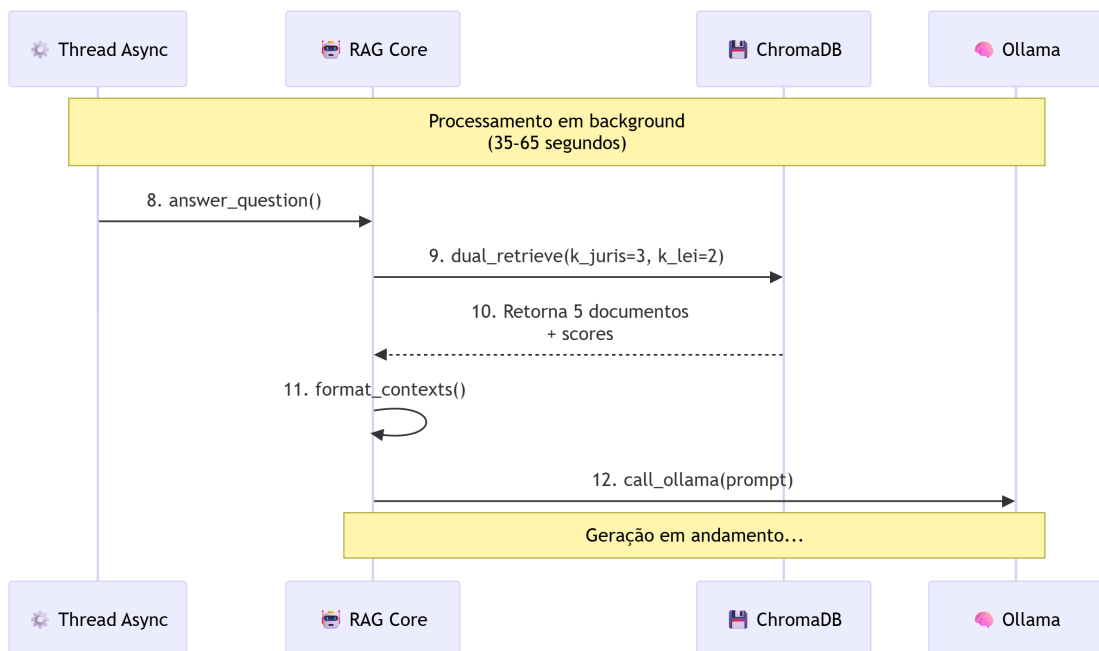 ⚙️ Thread Async
🤖 RAG Core
💾 ChromaDB
🧠 Ollama
Processamento em background
(35-65 segundos)
8. answer_question()
9. dual_retrieve(k_juris=3, k_lei=2)
10. Retorna 5 documentos
+ scores
11. format_contexts()
12. call_ollama(prompt)
Geração em andamento...
⚙️ Thread Async
🤖 RAG Core
💾 ChromaDB
🧠 Ollama